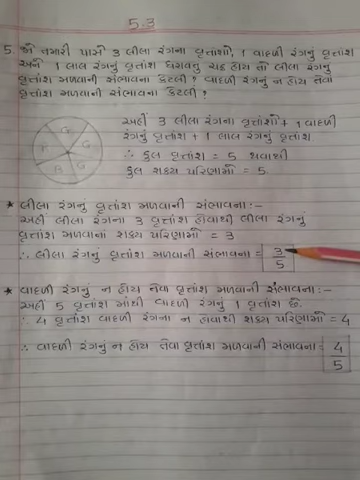 5.3
5. જો તમારી પાસે 3 લીલા રંગના વૃતાંશો, 1 વાદળી રંગનું વૃતાંશ
અને 1 લાલ રંગનું વૃતાંશ ધરાવતુ ચક્ર હોય તો લીલા રંગનું
વૃતાંશ મળવાની સંભાવના કેટલી? વાદળી રંગનું ન હોય તેવા
વૃતાંશ મળવાની સંભાવના કેટલી?
G
G
R
B
G
અહીં 3 લીલા રંગના વૃતાંશો + 1 વાદળી
રંગનું વૃતાંશ + 1 લાલ રંગનું વૃતાંશ
∴ કુલ વૃતાંશ = 5 થવાથી
કુલ શક્ય પરિણામો = 5
★ લીલા રંગનું વૃતાંશ મળવાની સંભાવના :-
અહીં લીલા રંગના 3 વૃતાંશ હોવાથી લીલા રંગનું
વૃતાંશ મળવાનાં શક્ય પરિણામો = 3
∴ લીલા રંગનું વૃતાંશ મળવાની સંભાવના = 3/5
★ વાદળી રંગનું ન હોય તેવા વૃતાંશ મળવાની સંભાવના :-
અહીં 5 વૃતાંશ માંથી વાદળી રંગનું 1 વૃતાંશ છે.
∴ 4 વૃતાંશ વાદળી રંગના ન હોવાથી શક્ય પરિણામો = 4
∴ વાદળી રંગનું ન હોય તેવા વૃતાંશ મળવાની સંભાવના = 4/5